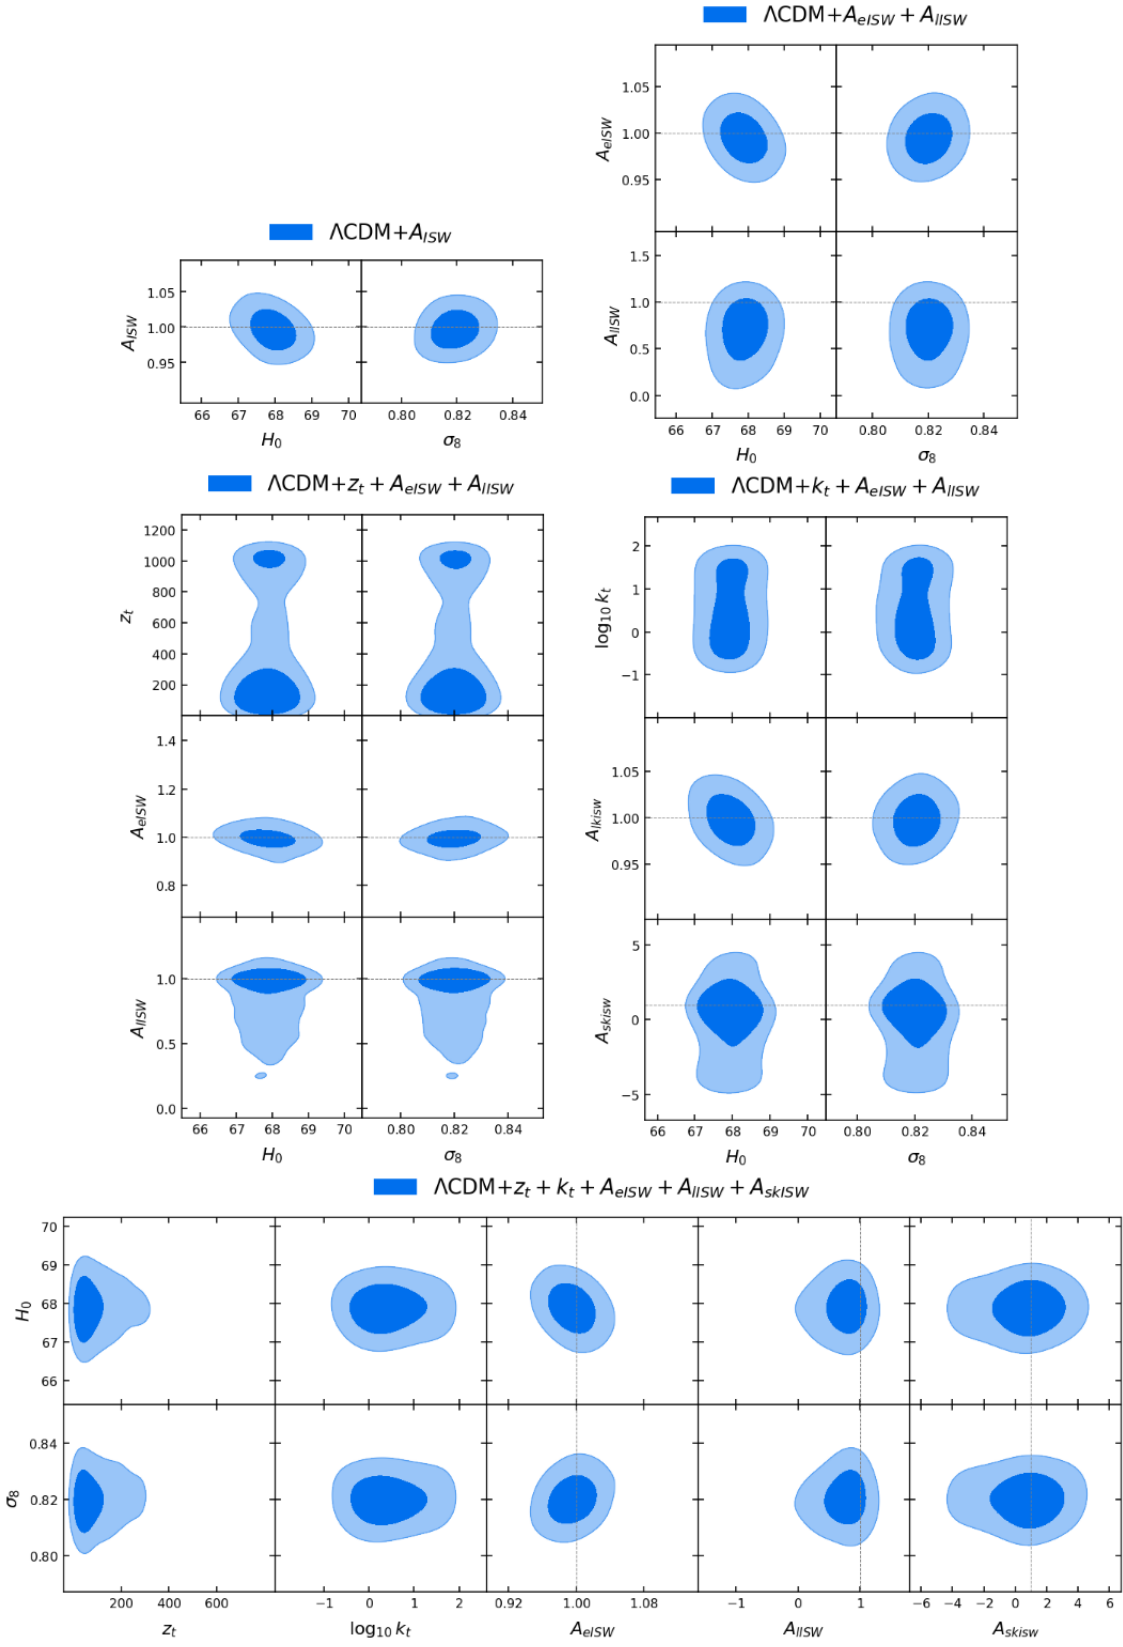 ΛCDM+A_eISW + A_lISW
1.05
1.00
0.95
A_eISW
1.5
1.0
0.5
0.0
A_lISW
66 67 68 69 70 0.80 0.82 0.84
H_0 σ_8
ΛCDM+A_ISW
1.05
1.00
0.95
A_ISW
66 67 68 69 70 0.80 0.82 0.84
H_0 σ_8
ΛCDM+z_t + A_eISW + A_lISW
1200
1000
800
600
400
200
z_t
1.4
1.2
1.0
0.8
A_eISW
1.0
0.5
0.0
A_lISW
66 67 68 69 70 0.80 0.82 0.84
H_0 σ_8
ΛCDM+k_t + A_eISW + A_lISW
2
1
0
−1
log_10 k_t
1.05
1.00
0.95
A_lkisw
5
0
−5
A_skisw
66 67 68 69 70 0.80 0.82 0.84
H_0 σ_8
ΛCDM+z_t + k_t + A_eISW + A_lISW + A_skISW
70
69
68
67
66
H_0
0.84
0.82
0.80
σ_8
200 400 600 −1 0 1 2 0.92 1.00 1.08 −1 0 1 −6 −4 −2 0 2 4 6
z_t log_10 k_t A_eISW A_lISW A_skisw